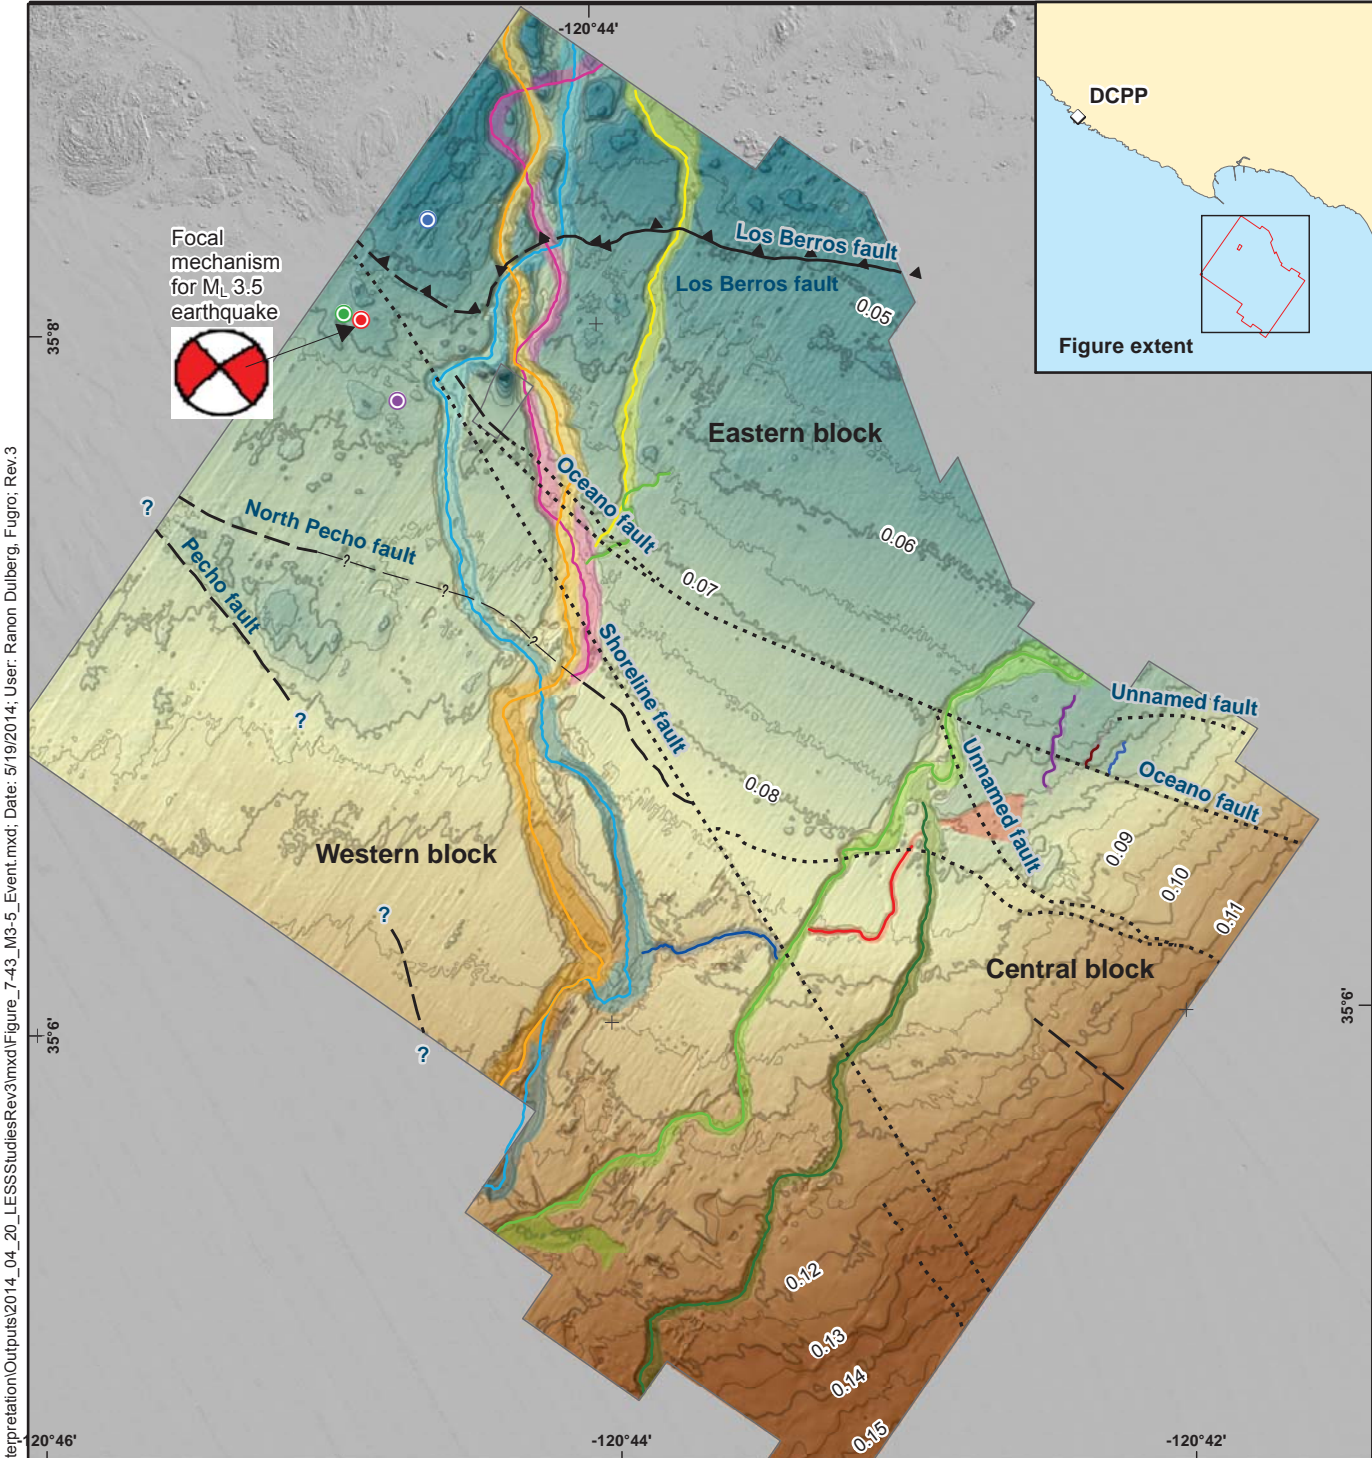 -120°44'
DCPP
Figure extent
Focal
mechanism
for ML 3.5
earthquake
Los Berros fault
Los Berros fault
0.05
35°8'
Eastern block
Oceano fault
0.06
0.07
?
North Pecho fault
?
?
?
Pecho fault
?
Shoreline fault
Unnamed fault
Unnamed fault
Oceano fault
0.08
Western block
0.09
0.10
0.11
?
Central block
?
35°6'
35°6'
0.12
0.13
0.14
0.15
-120°46'
-120°44'
-120°42'
terpretation\Outputs\2014_04_20_LESSStudiesRev3\mxd\Figure_7-43_M3-5_Event.mxd; Date: 5/19/2014; User: Ranon Dulberg, Fugro; Rev.3